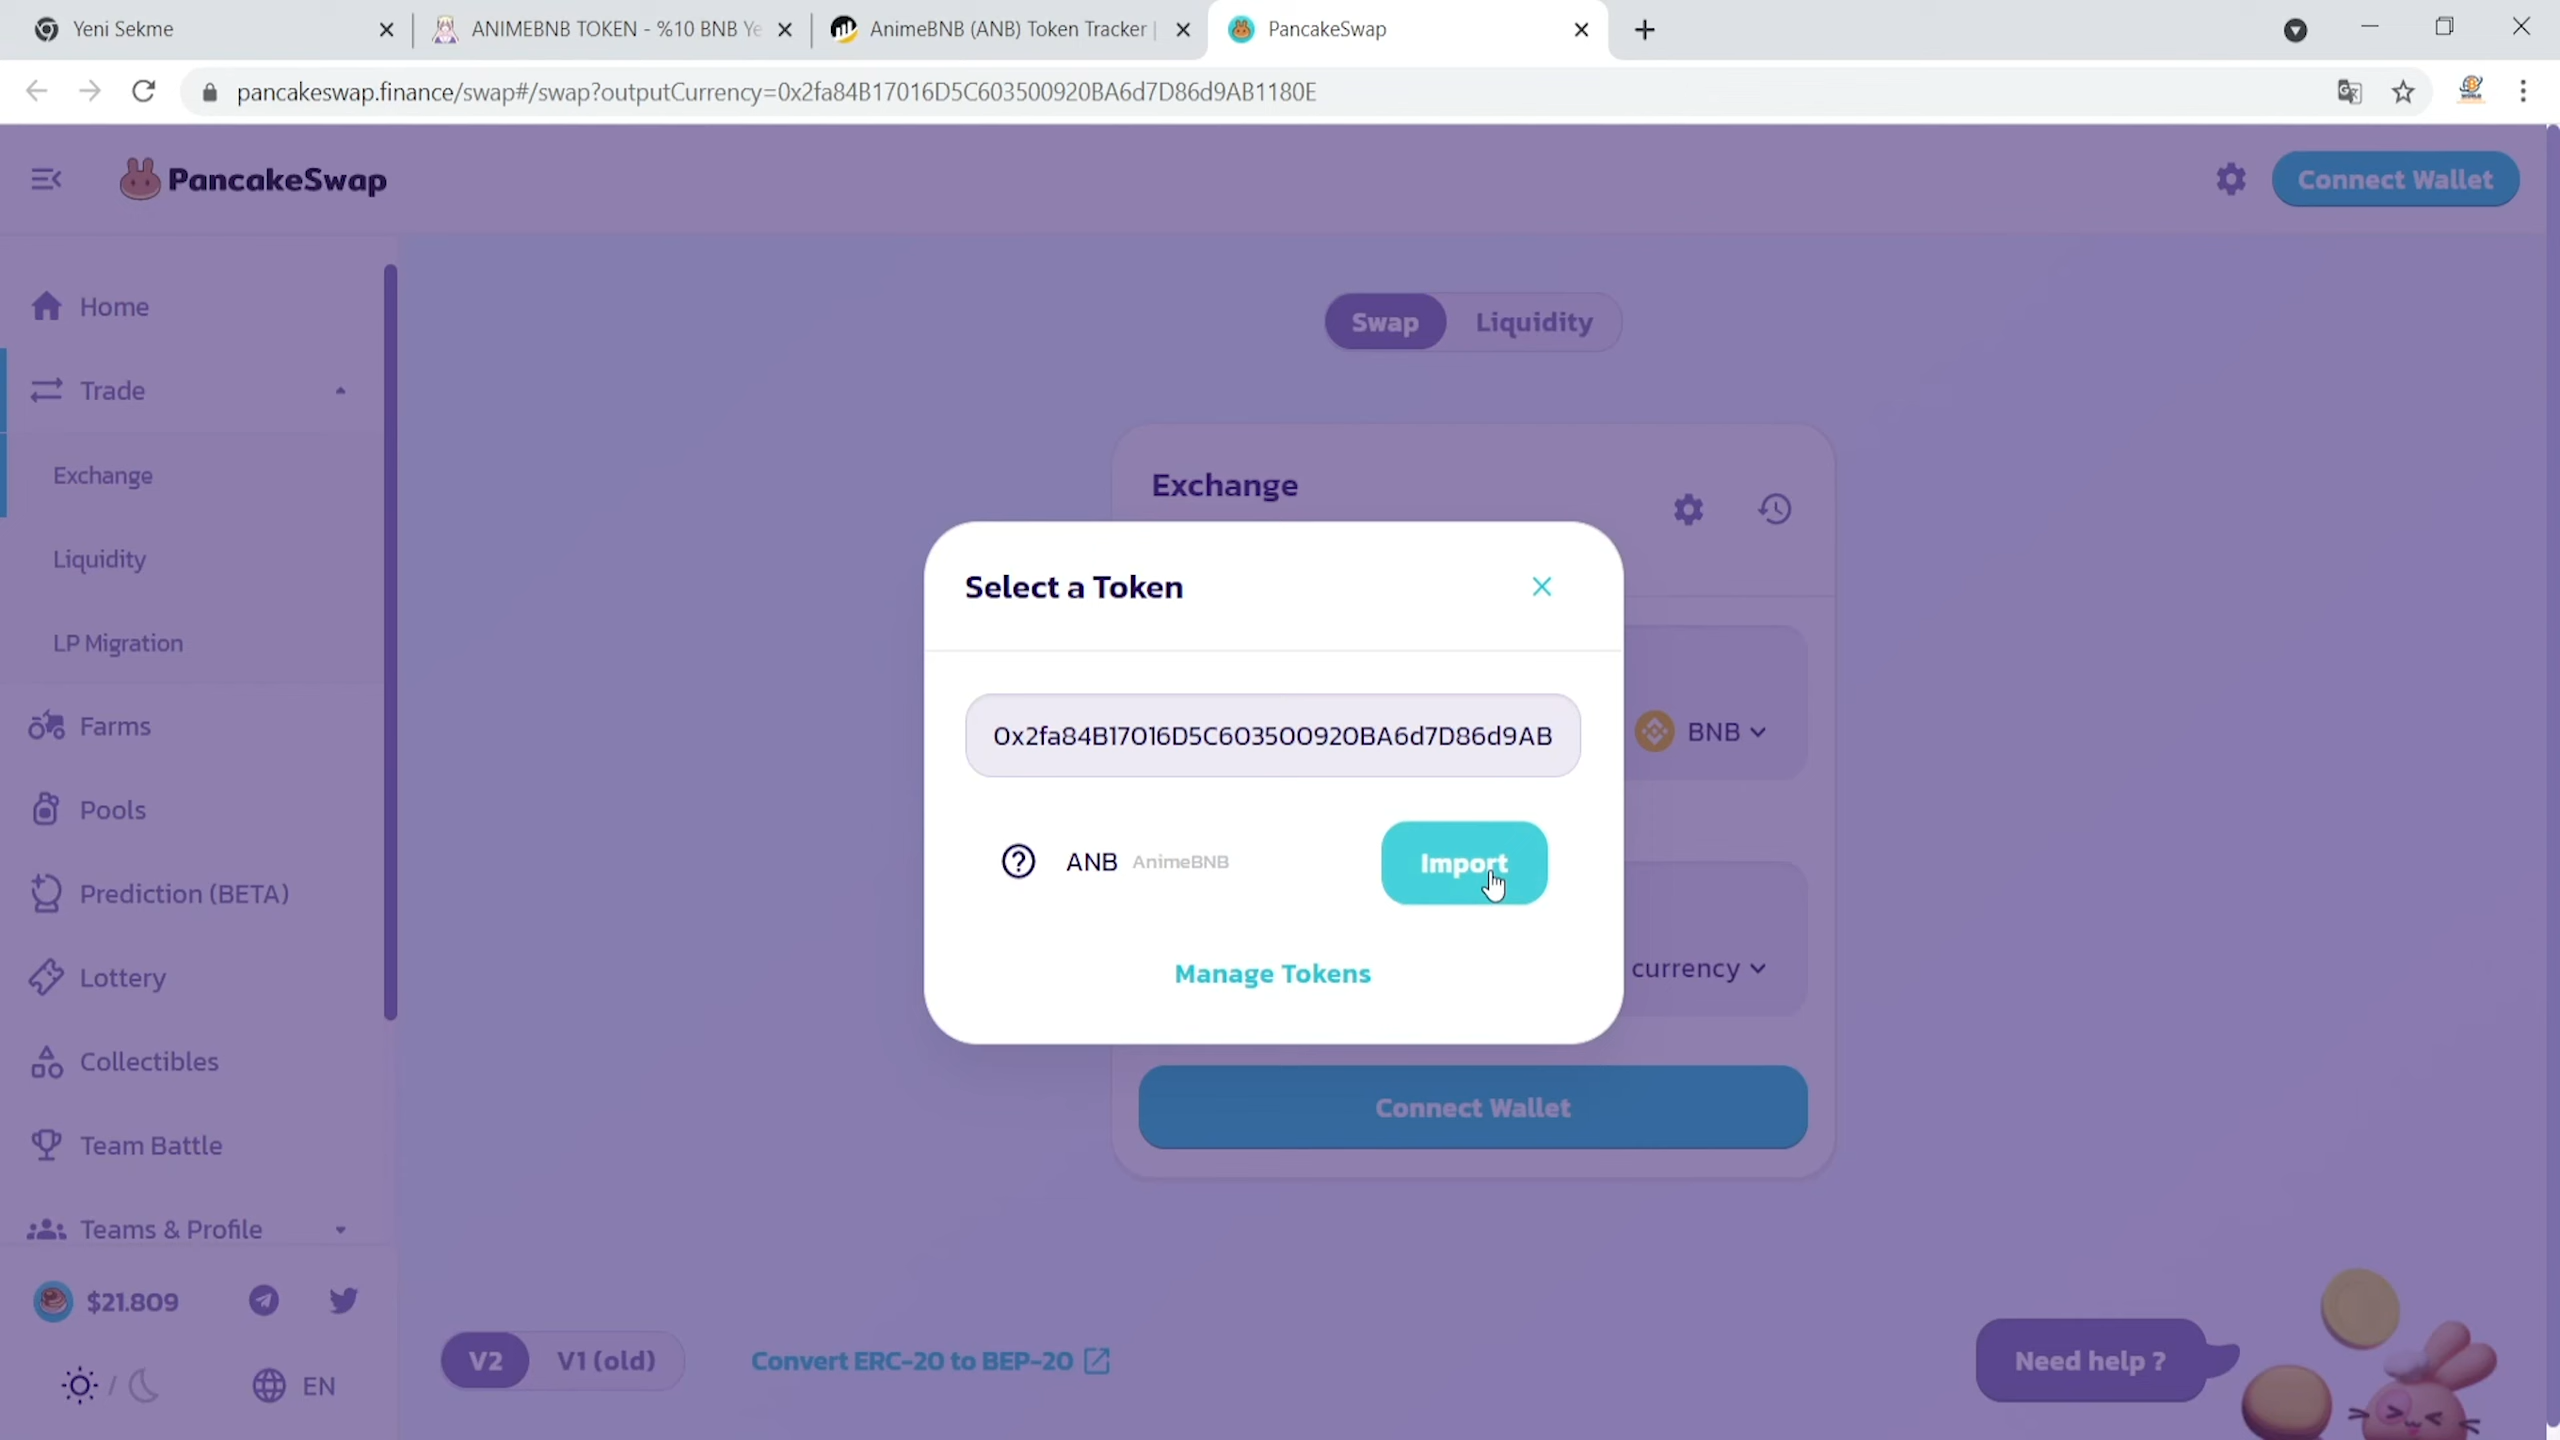 Yeni Sekme
ANIMEBNB TOKEN - %10 BNB Ye
AnimeBNB (ANB) Token Tracker |
PancakeSwap
pancakeswap.finance/swap#/swap?outputCurrency=0x2fa84B17016D5C603500920BA6d7D86d9AB1180E
PancakeSwap
Connect Wallet
Home
Trade
Exchange
Liquidity
LP Migration
Farms
Pools
Prediction (BETA)
Lottery
Collectibles
Team Battle
Teams & Profile
$21.809
EN
Swap
Liquidity
Exchange
Select a Token
0x2fa84B17016D5C603500920BA6d7D86d9AB
BNB
ANB AnimeBNB
Import
Manage Tokens
currency
Connect Wallet
V2
V1 (old)
Convert ERC-20 to BEP-20
Need help ?